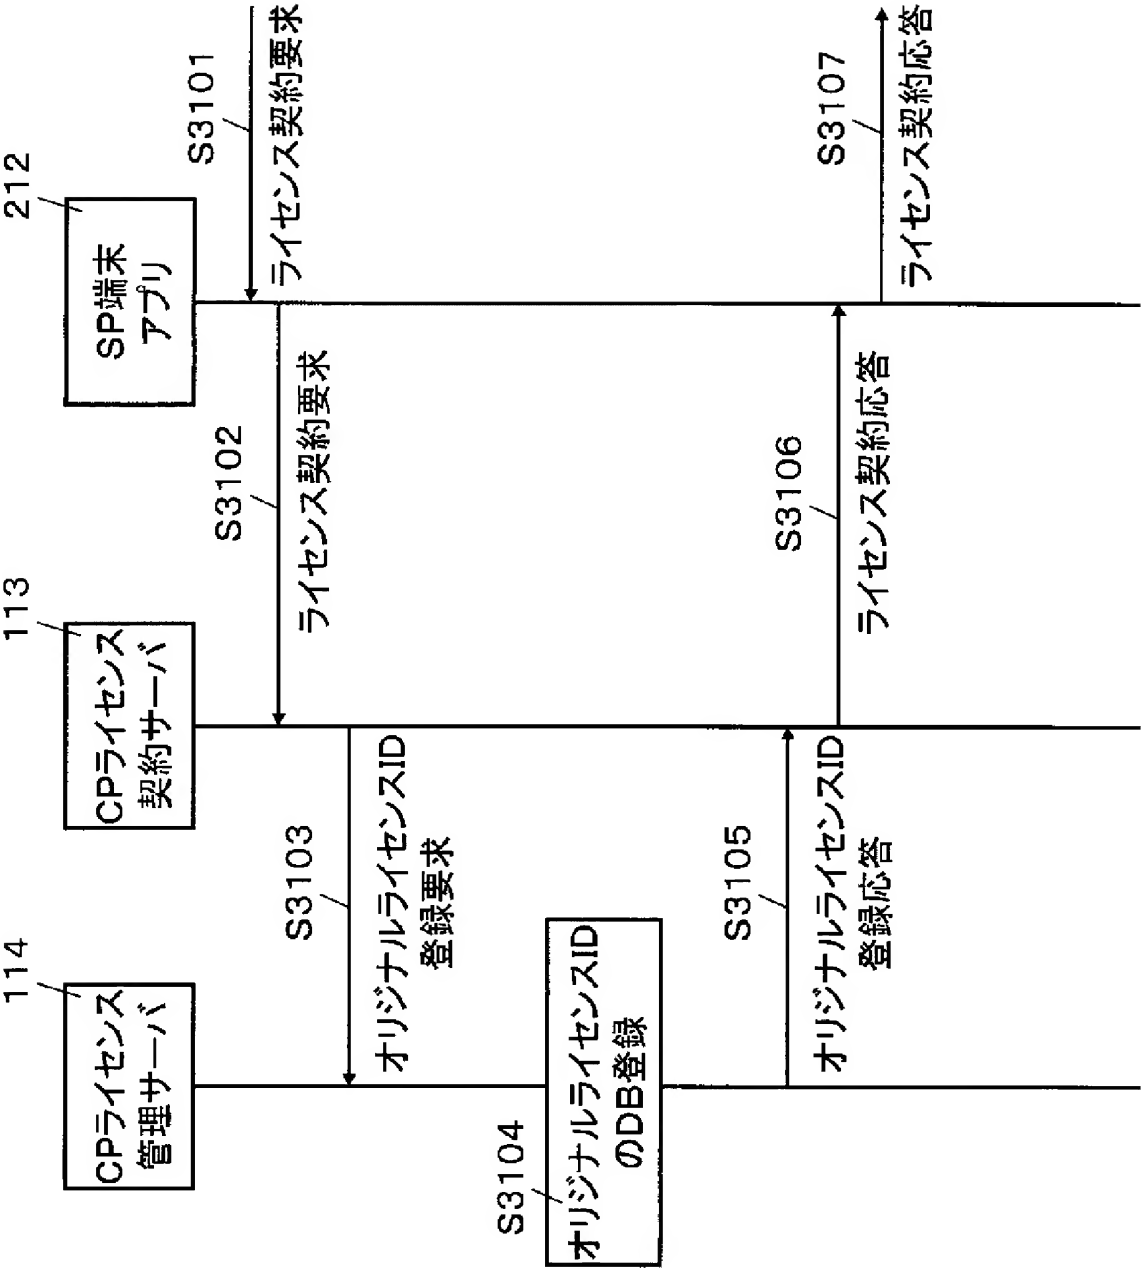 114
CPライセンス
管理サーバ
113
CPライセンス
契約サーバ
212
SP端末
アプリ
S3101
ライセンス契約要求
S3102
ライセンス契約要求
S3103
オリジナルライセンスID
登録要求
S3104
オリジナルライセンスID
のDB登録
S3105
オリジナルライセンスID
登録応答
S3106
ライセンス契約応答
S3107
ライセンス契約応答